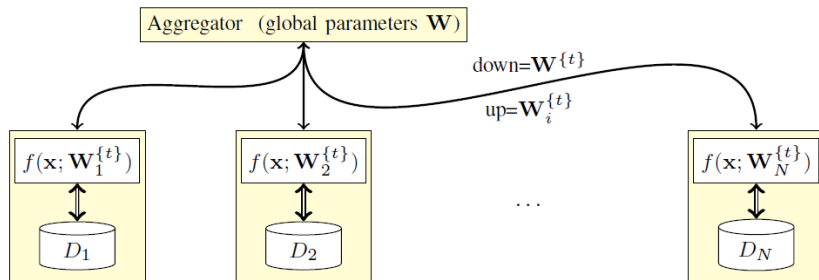 Aggregator (global parameters W)
down=W^{t}
up=W_i^{t}
f(x; W_1^{t}) f(x; W_2^{t}) f(x; W_N^{t})
...
D_1 D_2 D_N